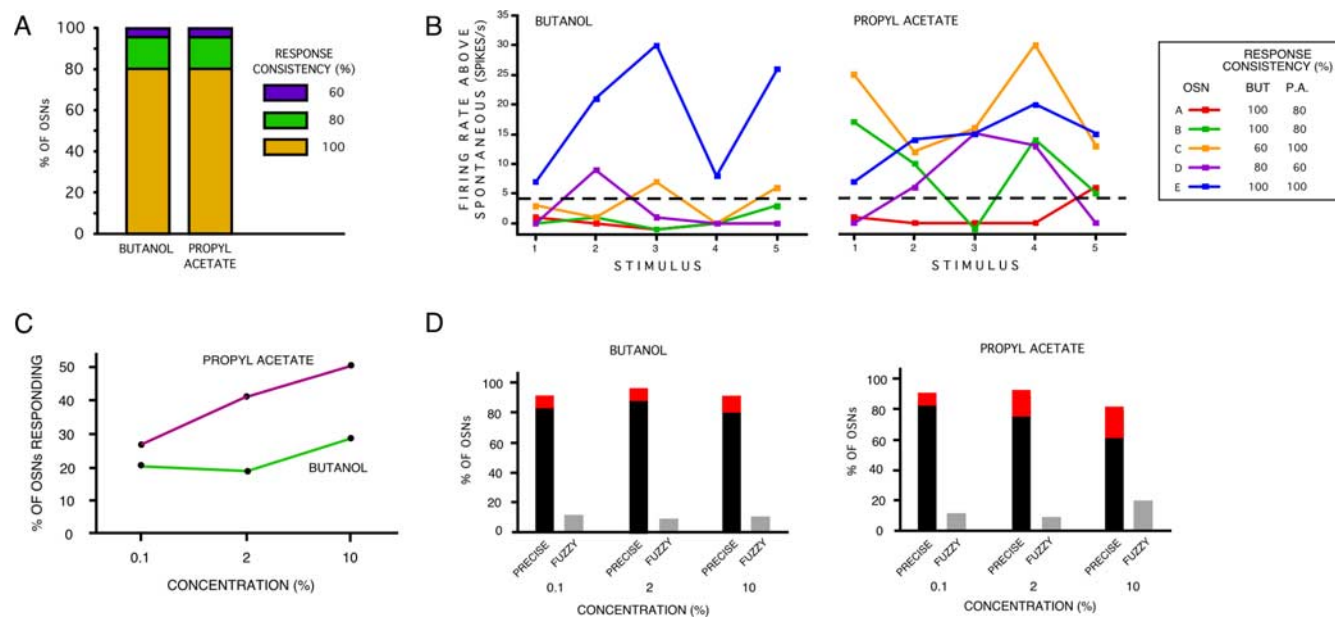 A
% OF OSNs
100
80
60
40
20
0
BUTANOL
PROPYL
ACETATE
RESPONSE
CONSISTENCY (%)
60
80
100
B
FIRING RATE ABOVE
SPONTANEOUS (SPIKES/s)
BUTANOL
35
30
25
20
15
10
5
0
1 2 3 4 5
STIMULUS
PROPYL ACETATE
1 2 3 4 5
STIMULUS
RESPONSE
CONSISTENCY (%)
OSN BUT P.A.
A 100 80
B 100 80
C 60 100
D 80 60
E 100 100
C
% OF OSNs RESPONDING
50
40
30
20
10
0
PROPYL ACETATE
BUTANOL
0.1 2 10
CONCENTRATION (%)
D
BUTANOL
% OF OSNs
100
80
60
40
20
0
PRECISE FUZZY PRECISE FUZZY PRECISE FUZZY
0.1 2 10
CONCENTRATION (%)
PROPYL ACETATE
% OF OSNs
100
80
60
40
20
0
PRECISE FUZZY PRECISE FUZZY PRECISE FUZZY
0.1 2 10
CONCENTRATION (%)